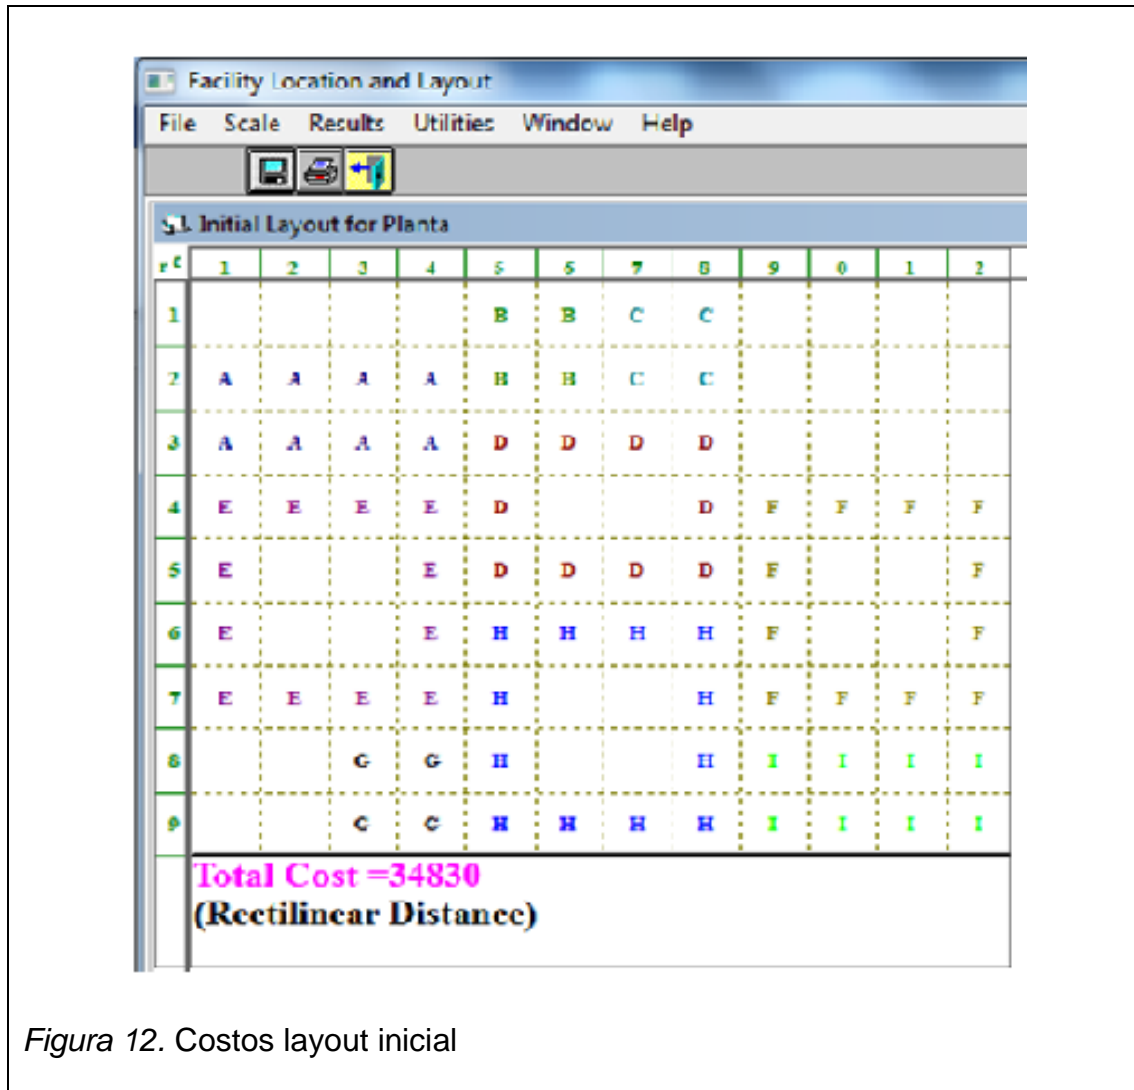 Facility Location and Layout
File Scale Results Utilities Window Help
Initial Layout for Planta
r c 1 2 3 4 5 6 7 8 9 0 1 2
1 B B C C
2 A A A A B B C C
3 A A A A D D D D
4 E E E E D D F F F F
5 E E D D D D F F
6 E E H H H H F F
7 E E E E H H F F F F
8 G G H H I I I I
9 G G H H H H I I I I
Total Cost =34830
(Rectilinear Distance)
Figura 12. Costos layout inicial